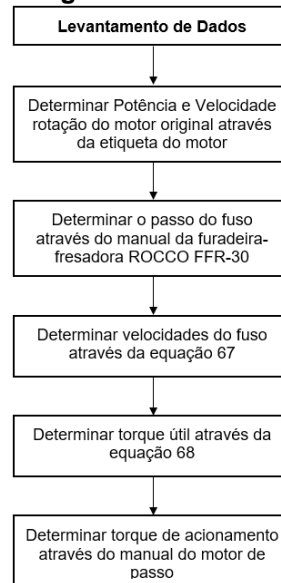 Levantamento de Dados
Determinar Potência e Velocidade
rotação do motor original através
da etiqueta do motor
Determinar o passo do fuso
através do manual da furadeira-
fresadora ROCCO FFR-30
Determinar velocidades do fuso
através da equação 67
Determinar torque útil através da
equação 68
Determinar torque de acionamento
através do manual do motor de
passo